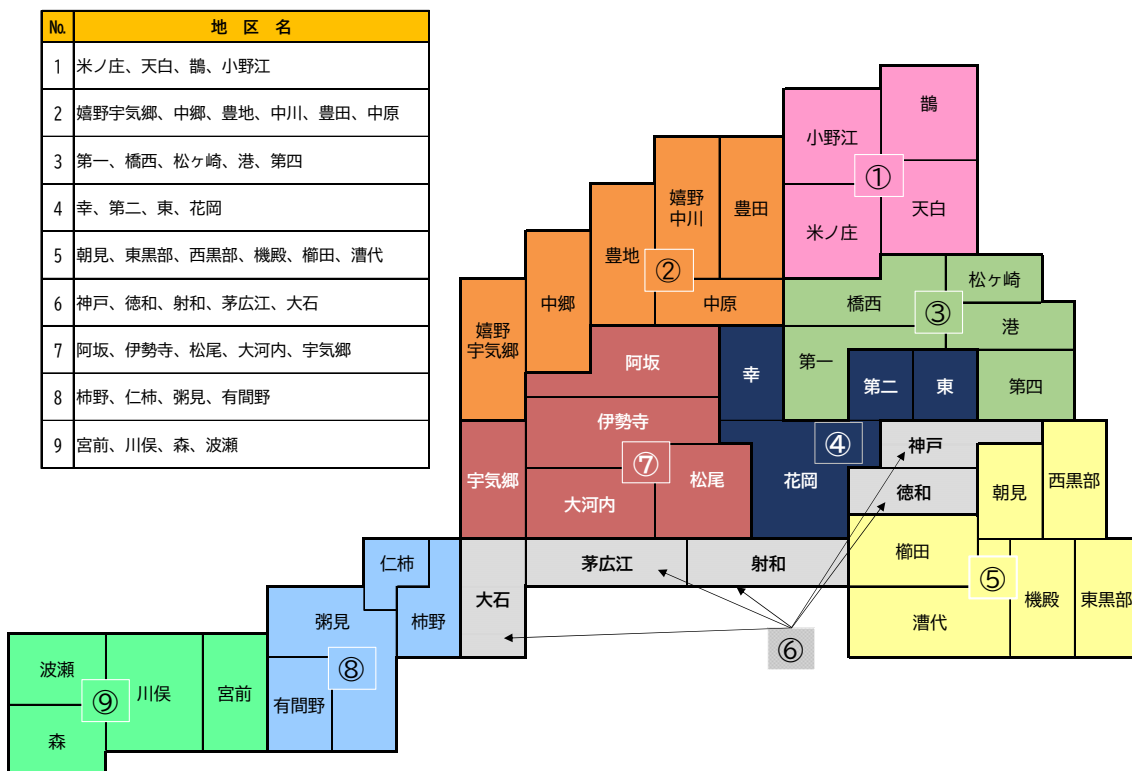 No. 地 区 名
1 米ノ庄、天白、鵲、小野江
2 嬉野宇気郷、中郷、豊地、中川、豊田、中原
3 第一、橋西、松ヶ崎、港、第四
4 幸、第二、東、花岡
5 朝見、東黒部、西黒部、機殿、櫛田、漕代
6 神戸、徳和、射和、茅広江、大石
7 阿坂、伊勢寺、松尾、大河内、宇気郷
8 柿野、仁柿、粥見、有間野
9 宮前、川俣、森、波瀬
鵲
小野江
①
天白
米ノ庄
嬉野
中川
豊田
豊地
②
中郷
中原
嬉野
宇気郷
松ヶ崎
橋西
③
港
第一
第四
阿坂
幸
第二
東
伊勢寺
④
神戸
⑦
宇気郷
松尾
大河内
花岡
徳和
朝見
西黒部
櫛田
⑤
機殿
東黒部
漕代
仁柿
茅広江
射和
大石
⑥
粥見
柿野
⑧
有間野
波瀬
川俣
宮前
⑨
森